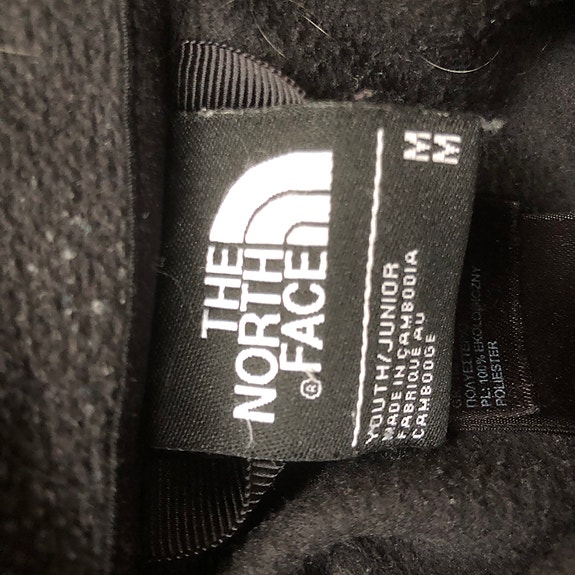 THE
NORTH
FACE®
M
M
YOUTH/JUNIOR
MADE IN CAMBODIA
FABRIQUÉ AU
CAMBODGE
PL: 100% EKOLOGICZNY
POLIESTER